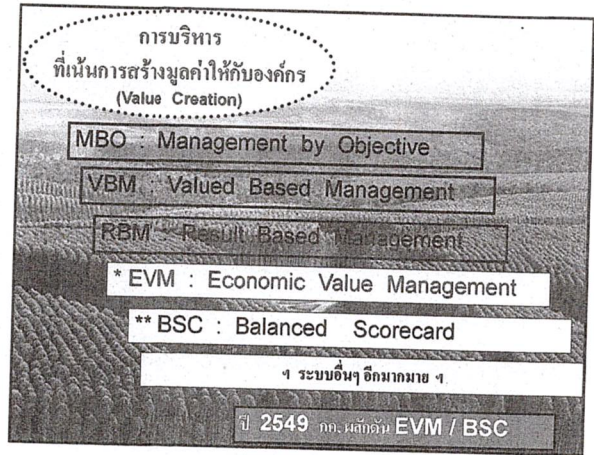 การบริหาร
ที่เน้นการสร้างมูลค่าให้กับองค์กร
(Value Creation)
MBO : Management by Objective
VBM : Valued Based Management
RBM : Result Based Management
* EVM : Economic Value Management
** BSC : Balanced Scorecard
ฯ ระบบอื่นๆ อีกมากมาย ฯ
ปี 2549 กค. ผลักดัน EVM / BSC